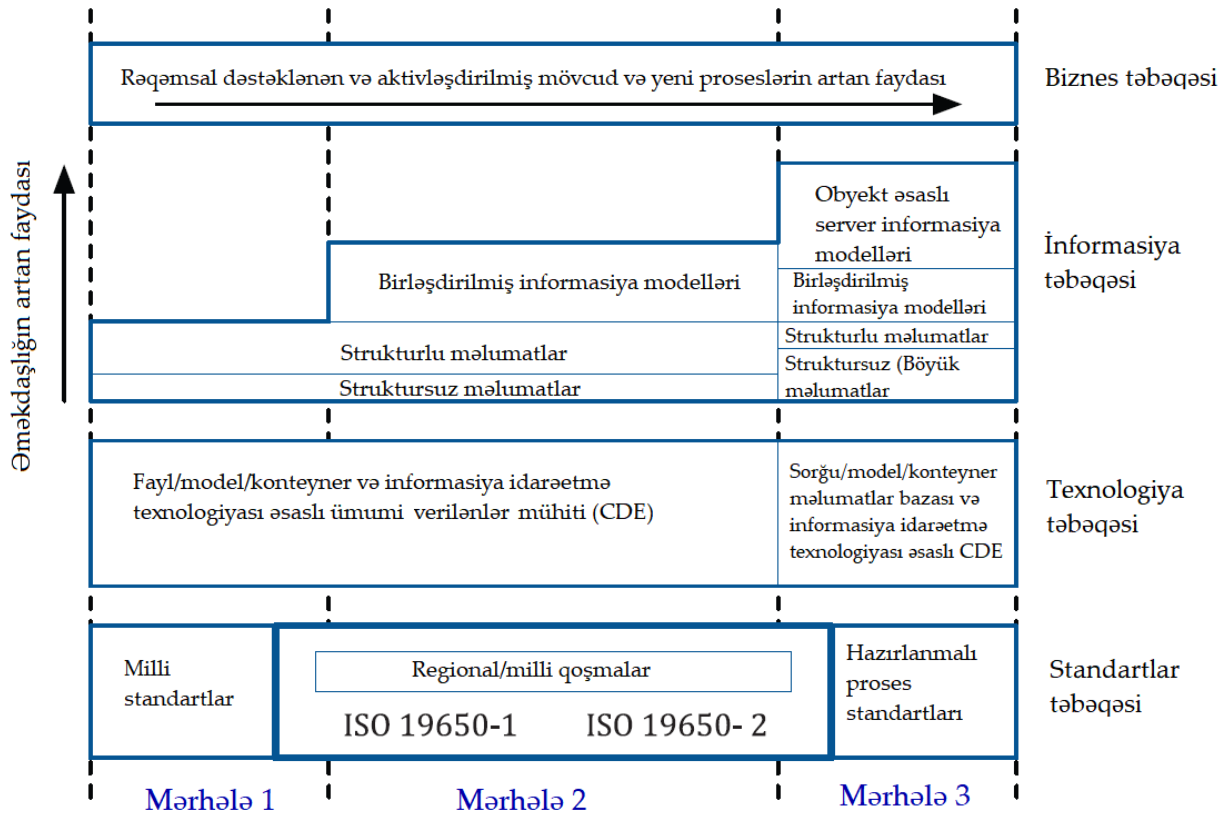 Rəqəmsal dəstəklənən və aktivləşdirilmiş mövcud və yeni proseslərin artan faydası
Biznes təbəqəsi
Əməkdaşlığın artan faydası
Obyekt əsaslı
server informasiya
modelləri
Birləşdirilmiş informasiya modelləri
Birləşdirilmiş
informasiya modelləri
Strukturlu məlumatlar
Strukturlu məlumatlar
Struktursuz məlumatlar
Struktursuz (Böyük
məlumatlar
İnformasiya
təbəqəsi
Fayl/model/konteyner və informasiya idarəetmə
texnologiyası əsaslı ümumi verilənlər mühiti (CDE)
Sorğu/model/konteyner
məlumatlar bazası və
informasiya idarəetmə
texnologiyası əsaslı CDE
Texnologiya
təbəqəsi
Milli
standartlar
Regional/milli qoşmalar
ISO 19650-1
ISO 19650- 2
Hazırlanmalı
proses
standartları
Standartlar
təbəqəsi
Mərhələ 1
Mərhələ 2
Mərhələ 3